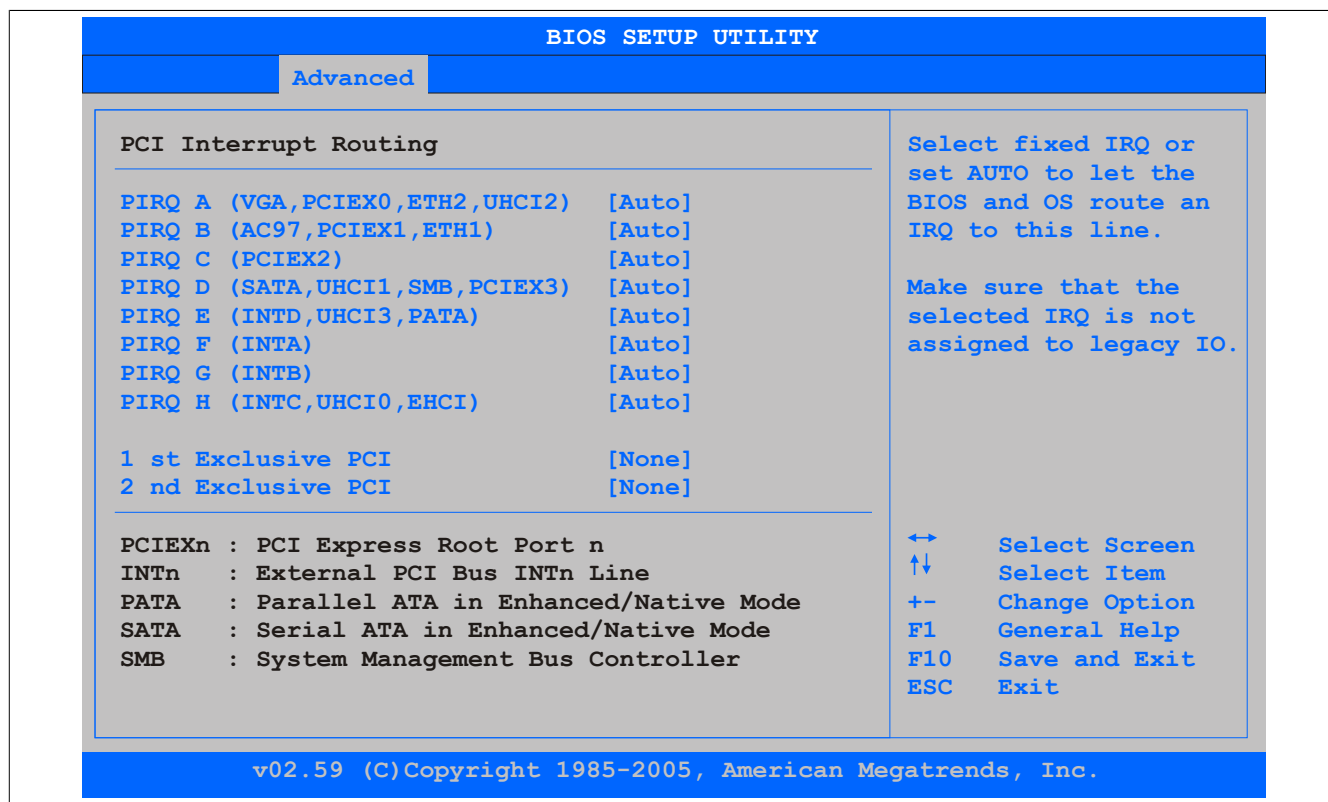 BIOS SETUP UTILITY
Advanced
PCI Interrupt Routing
PIRQ A (VGA,PCIEX0,ETH2,UHCI2) [Auto]
PIRQ B (AC97,PCIEX1,ETH1) [Auto]
PIRQ C (PCIEX2) [Auto]
PIRQ D (SATA,UHCI1,SMB,PCIEX3) [Auto]
PIRQ E (INTD,UHCI3,PATA) [Auto]
PIRQ F (INTA) [Auto]
PIRQ G (INTB) [Auto]
PIRQ H (INTC,UHCI0,EHCI) [Auto]
1 st Exclusive PCI [None]
2 nd Exclusive PCI [None]
PCIEXn : PCI Express Root Port n
INTn : External PCI Bus INTn Line
PATA : Parallel ATA in Enhanced/Native Mode
SATA : Serial ATA in Enhanced/Native Mode
SMB : System Management Bus Controller
Select fixed IRQ or
set AUTO to let the
BIOS and OS route an
IRQ to this line.
Make sure that the
selected IRQ is not
assigned to legacy IO.
↔ Select Screen
↑↓ Select Item
+- Change Option
F1 General Help
F10 Save and Exit
ESC Exit
v02.59 (C)Copyright 1985-2005, American Megatrends, Inc.